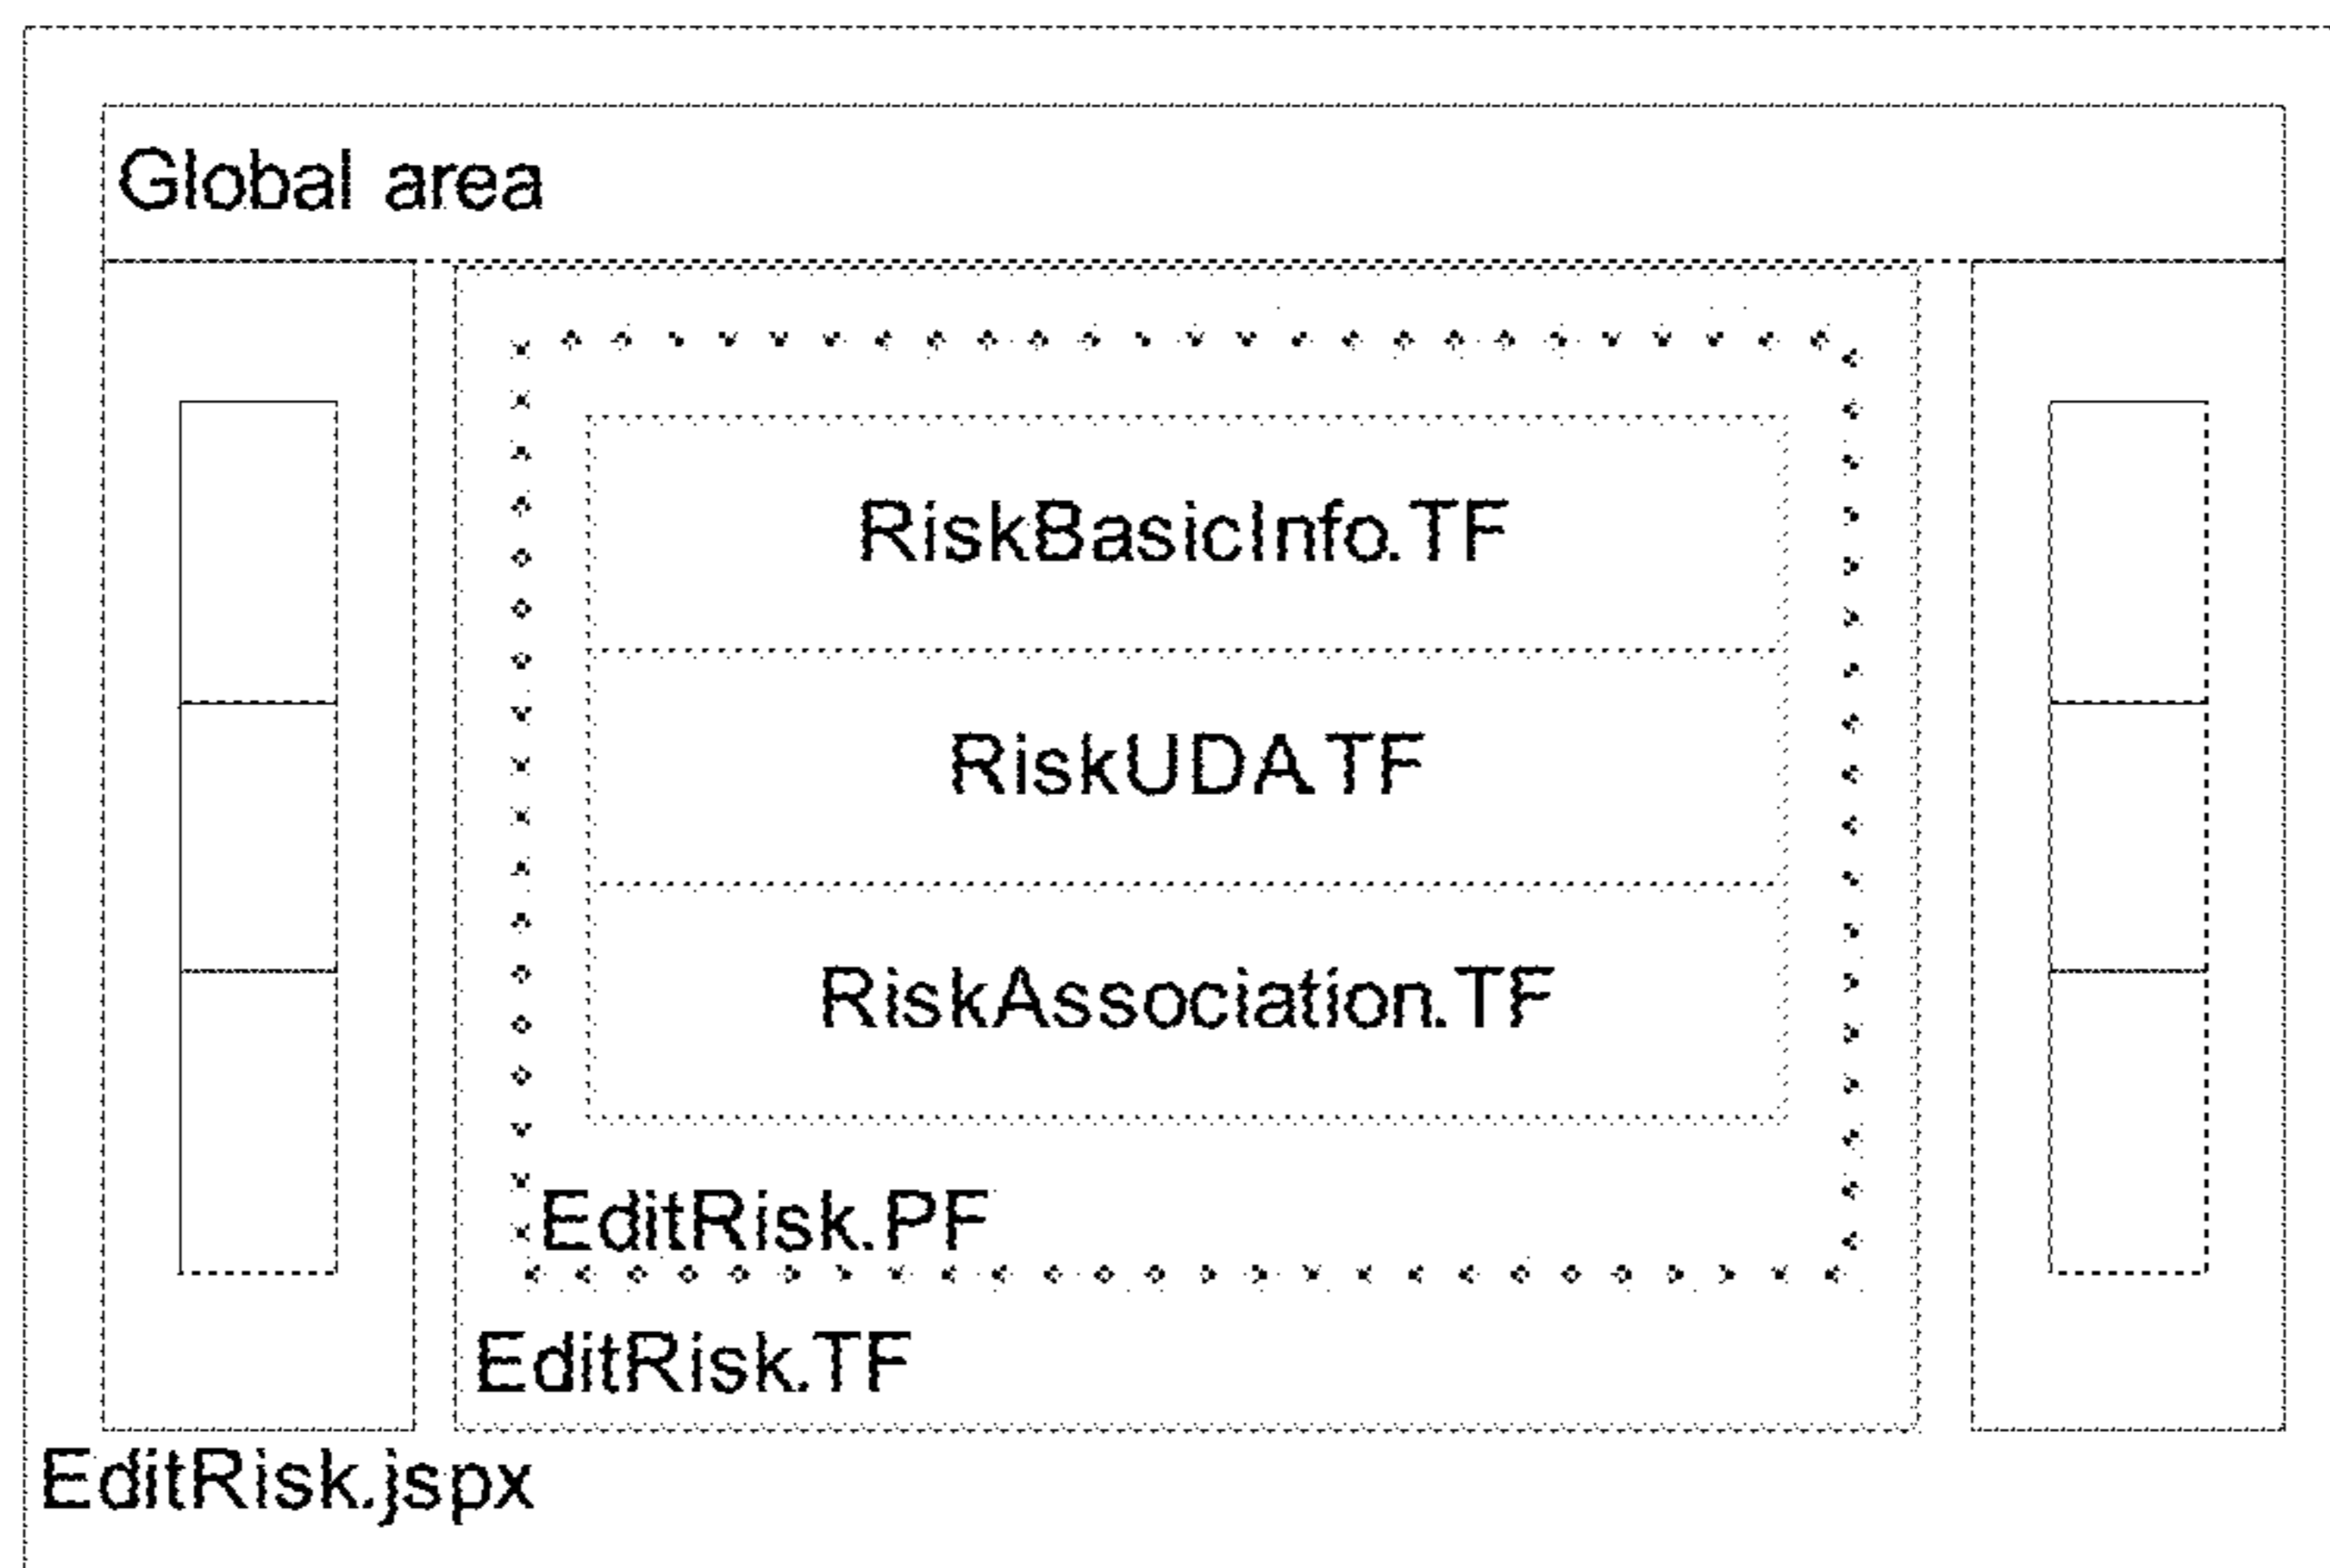 Global area
RiskBasicInfo.TF
RiskUDA.TF
RiskAssociation.TF
EditRisk.PF
EditRisk.TF
EditRisk.jspx